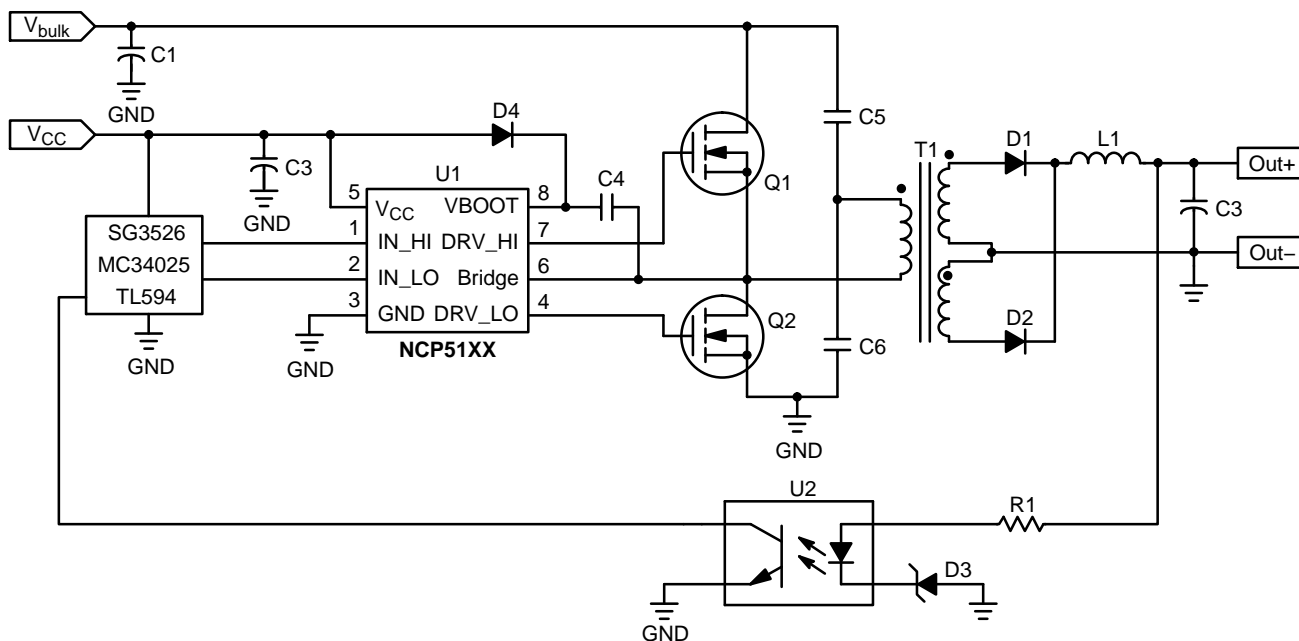 Vbulk
C1
GND
VCC
D4
C3
GND
C5
T1
D1
L1
Out+
Q1
U1
C4
5
VCC
VBOOT
8
SG3526
MC34025
TL594
1
IN_HI
DRV_HI
7
2
IN_LO
Bridge
6
3
GND
DRV_LO
4
C3
Out–
GND
GND
NCP51XX
Q2
C6
D2
GND
U2
R1
D3
GND